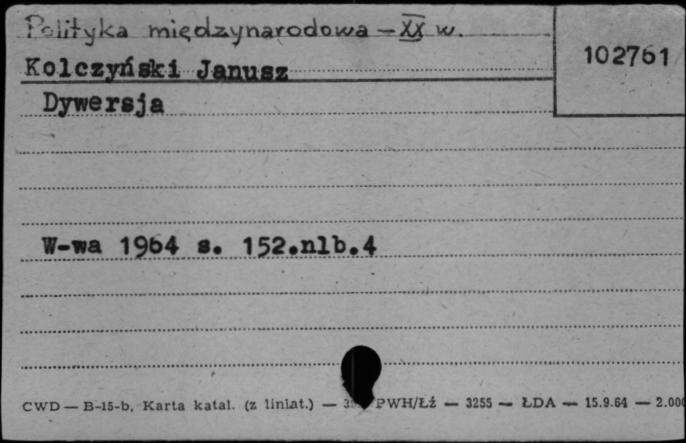 Polityka międzynarodowa – XX w.
102761
Kolczyński Janusz
Dywersja
W-wa 1964 s. 152.nlb.4
CWD — B-15-b, Karta katal. (z liniat.) — PWH/Łź — 3255 — ŁDA — 15.9.64 — 2.000